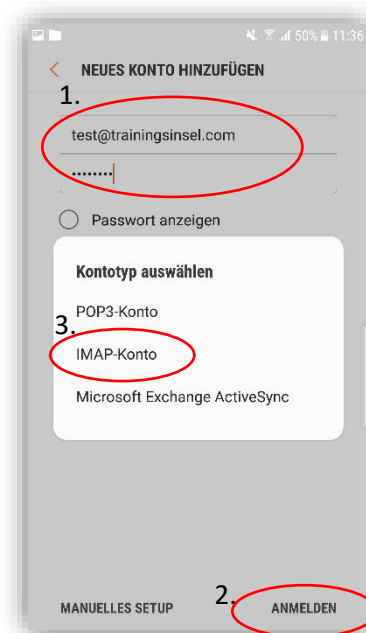 50% 11:36
NEUES KONTO HINZUFÜGEN
1.
test@trainingsinsel.com
••••••••
Passwort anzeigen
Kontotyp auswählen
POP3-Konto
3.
IMAP-Konto
Microsoft Exchange ActiveSync
MANUELLES SETUP
2.
ANMELDEN